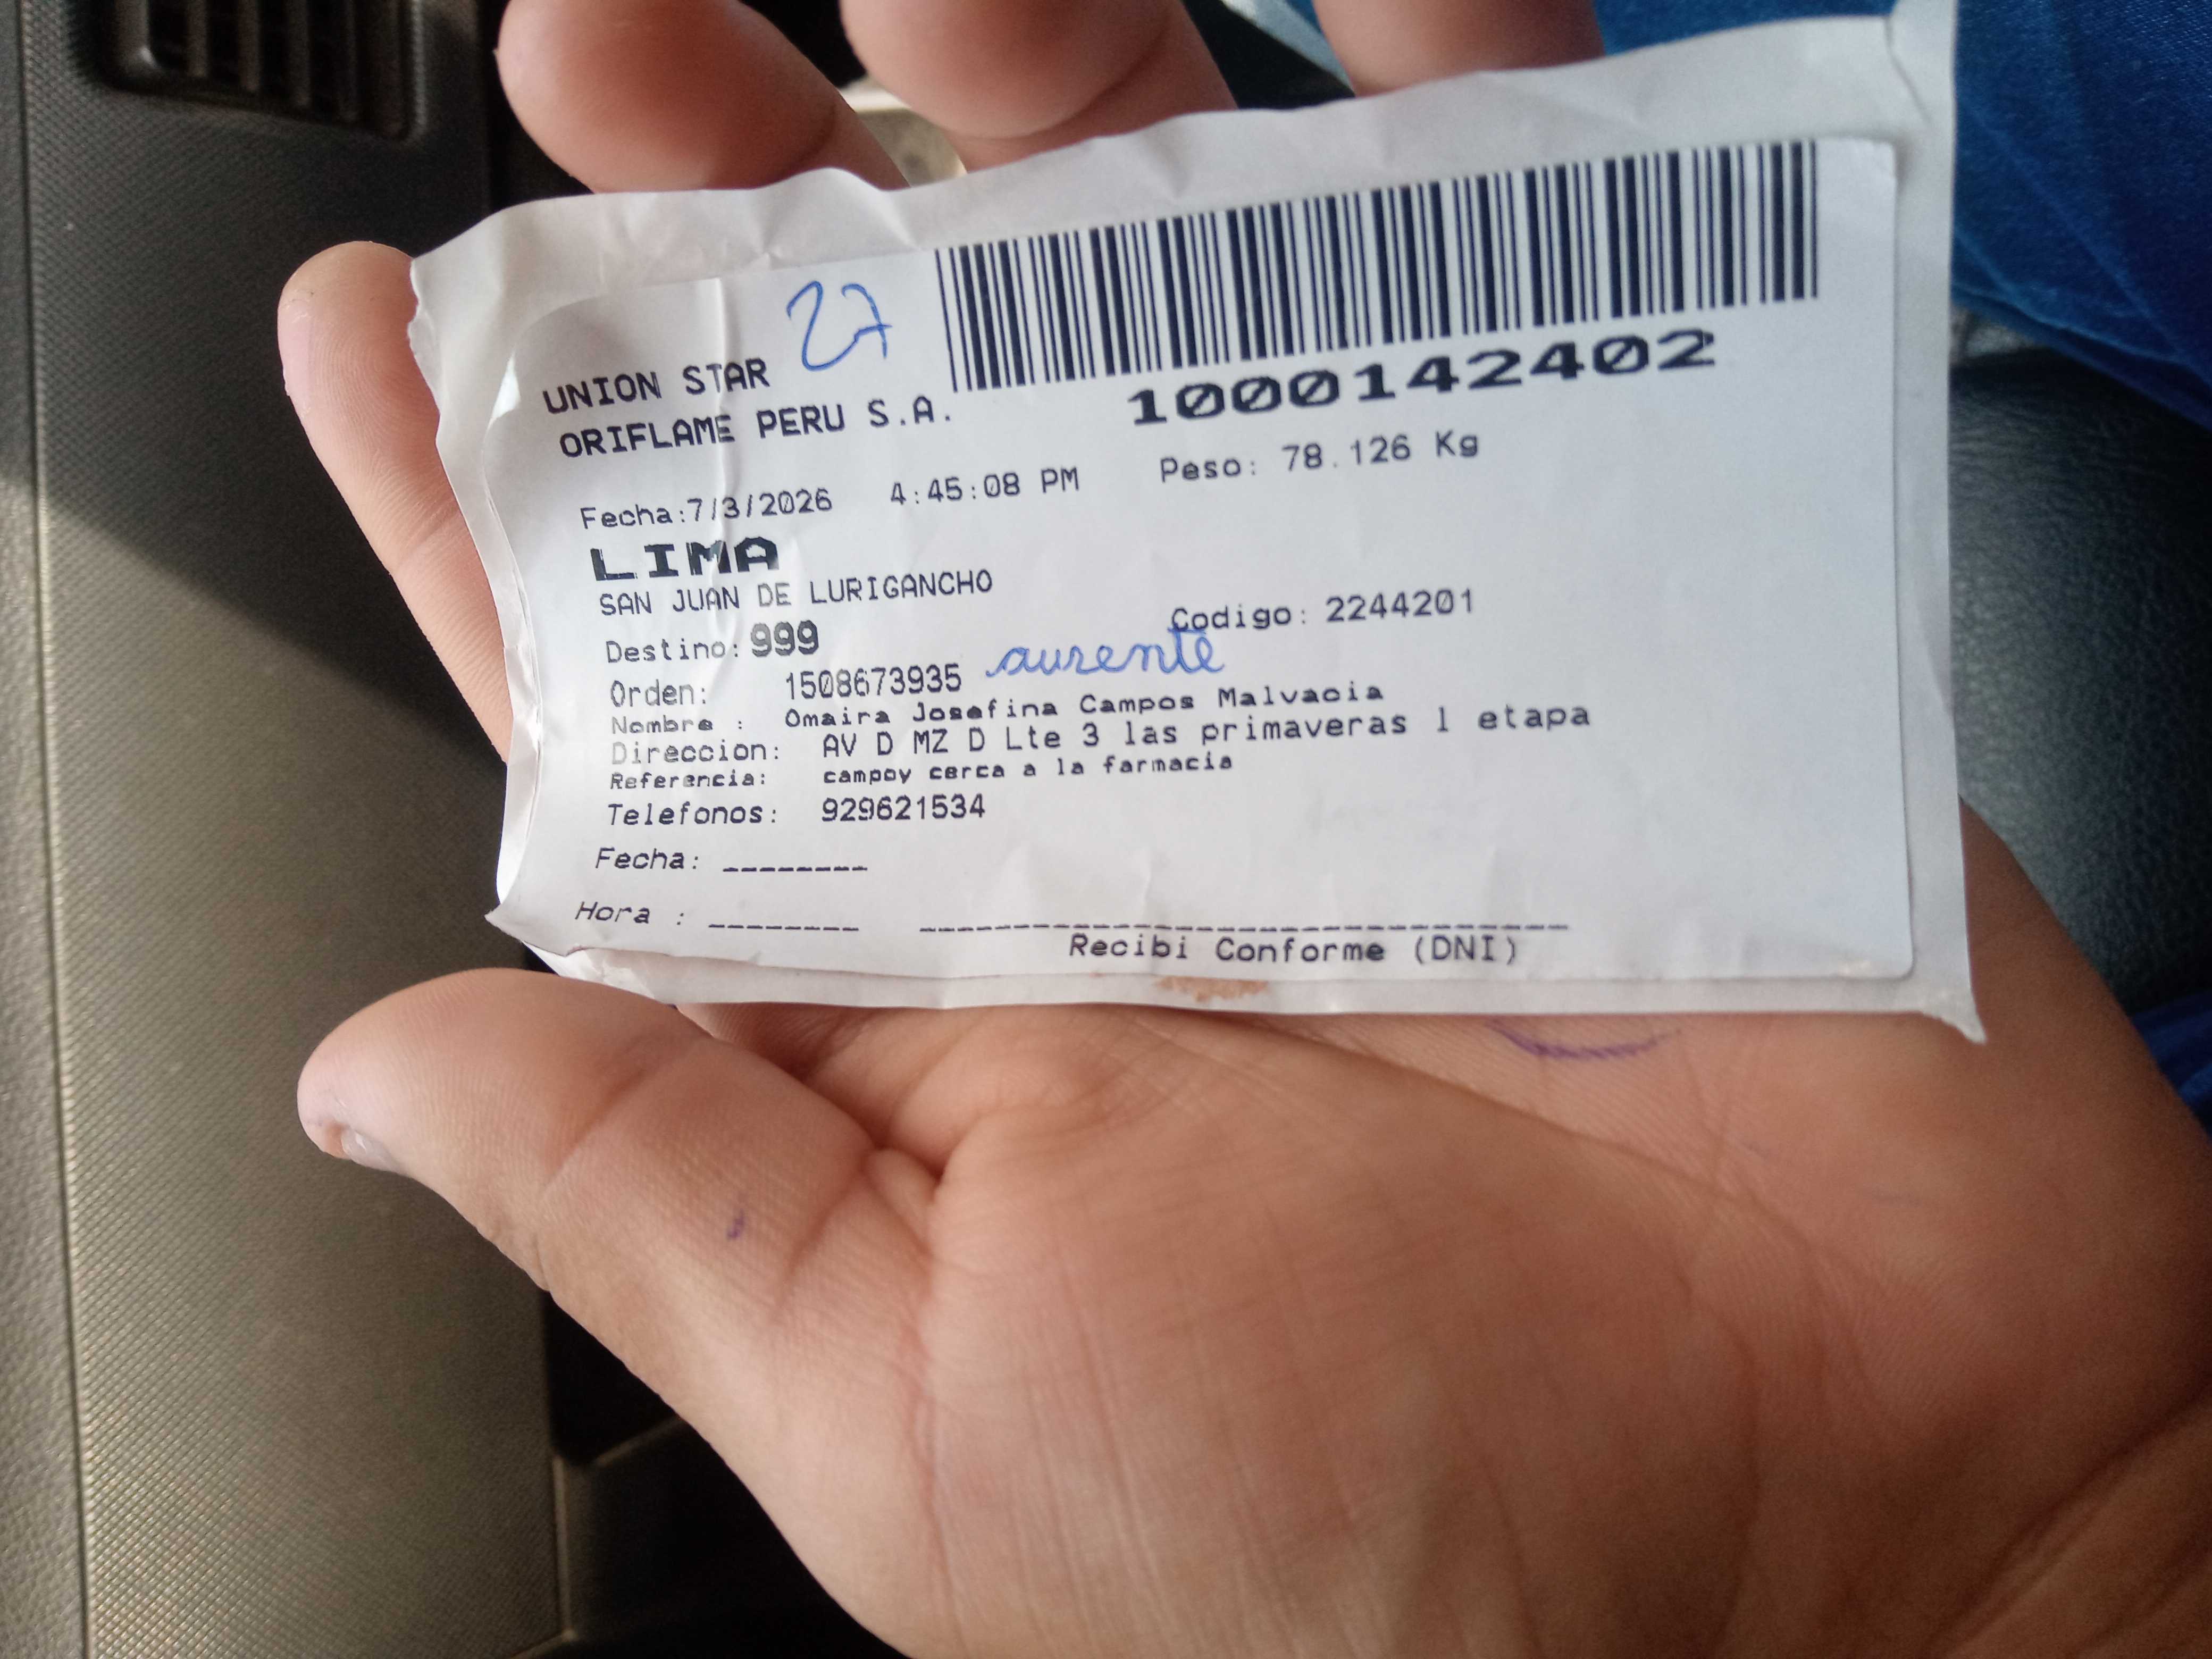 27
UNION STAR
ORIFLAME PERU S.A.
1000142402
Fecha:7/3/2026 4:45:08 PM Peso: 78.126 Kg
LIMA
SAN JUAN DE LURIGANCHO
Destino: 999 Codigo: 2244201
Orden: 1508673935 ausente
Nombre : Omaira Josefina Campos Malvacia
Direccion: AV D MZ D Lte 3 las primaveras 1 etapa
Referencia: campoy cerca a la farmacia
Telefonos: 929621534
Fecha: ________
Hora : ________
Recibi Conforme (DNI)